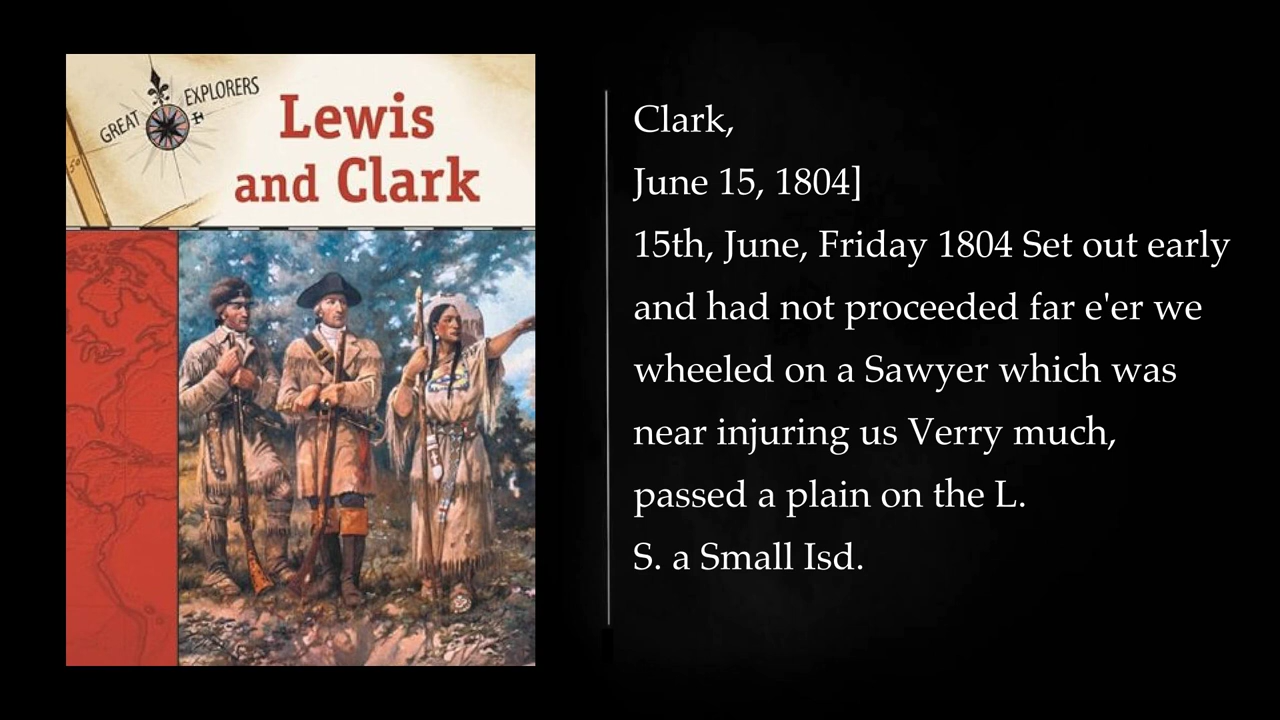 GREAT EXPLORERS
Lewis
and Clark
50
Clark,
June 15, 1804]
15th, June, Friday 1804 Set out early
and had not proceeded far e'er we
wheeled on a Sawyer which was
near injuring us Verry much,
passed a plain on the L.
S. a Small Isd.